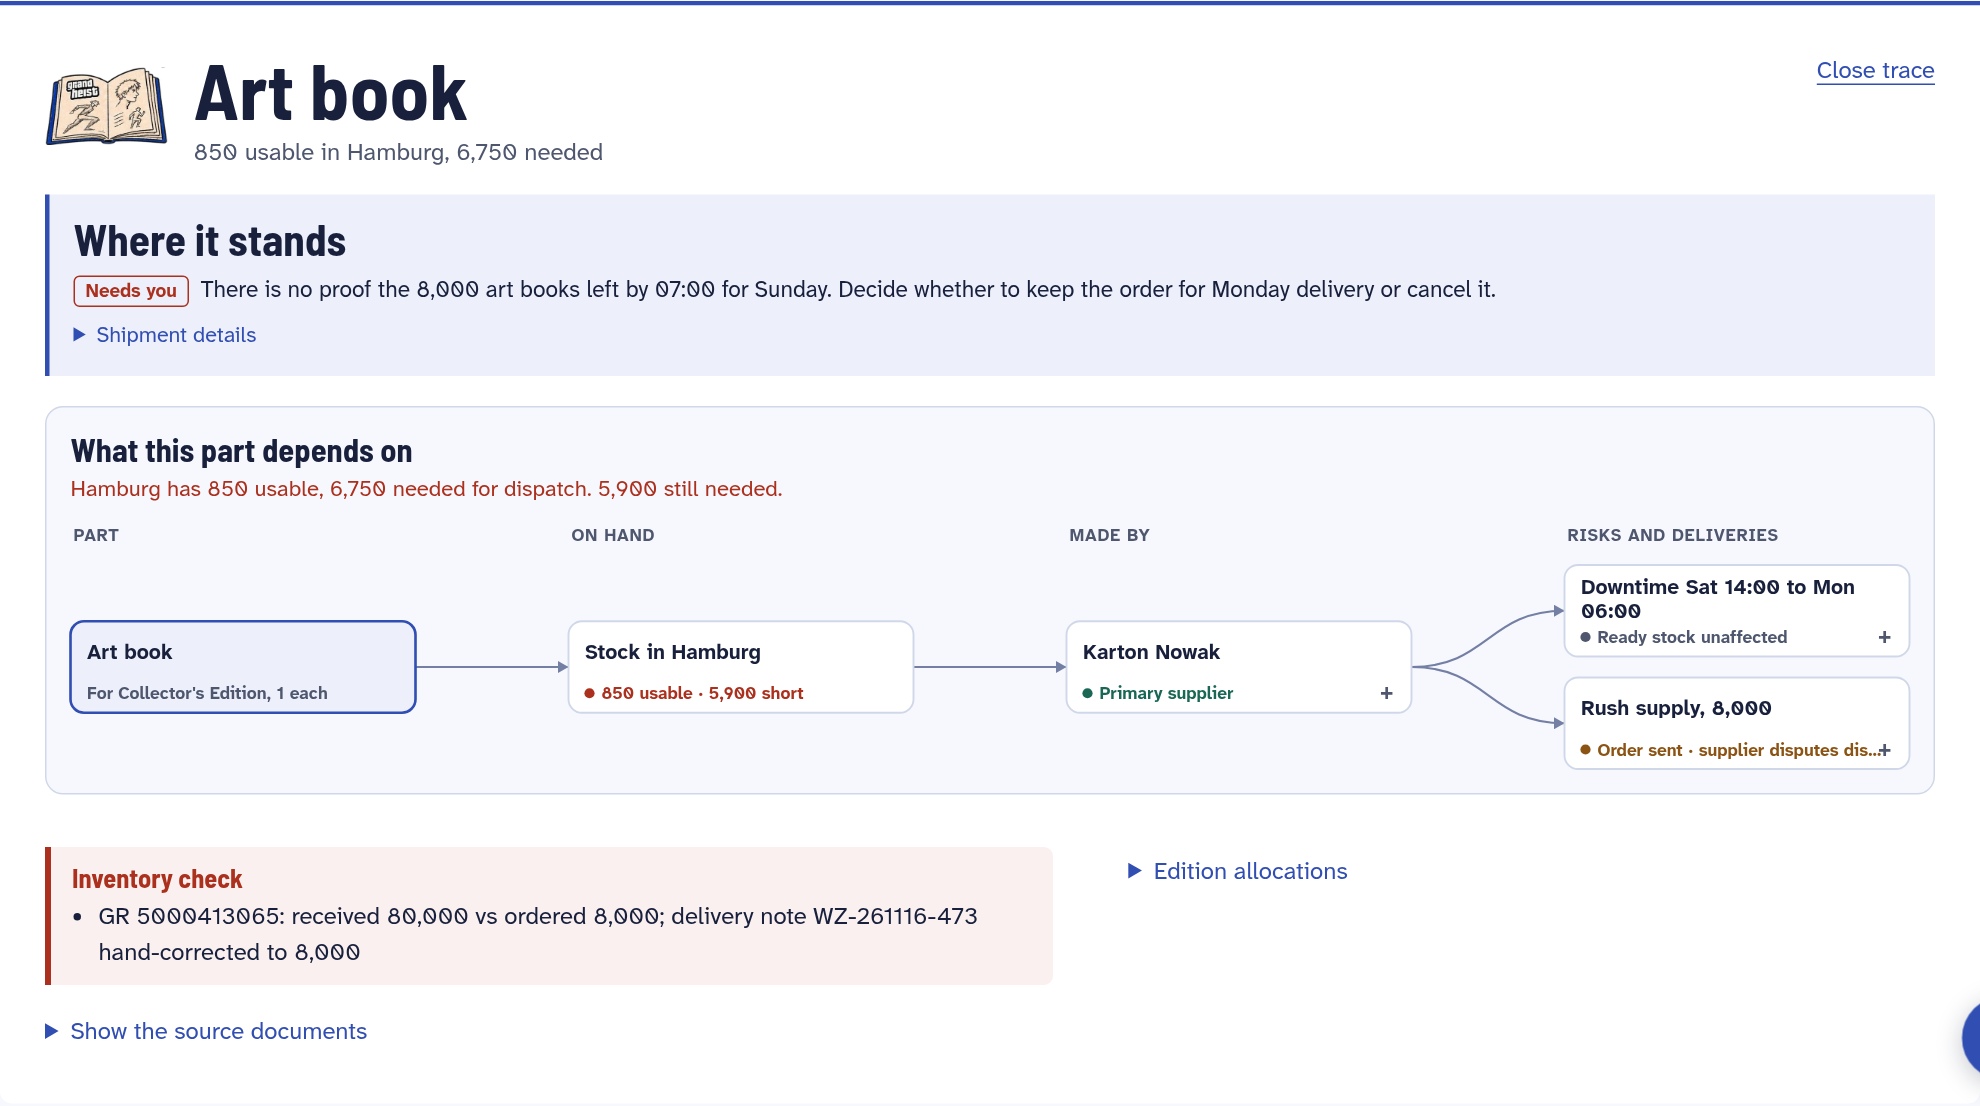 grand
heist
Art book
Close trace
850 usable in Hamburg, 6,750 needed
Where it stands
Needs you There is no proof the 8,000 art books left by 07:00 for Sunday. Decide whether to keep the order for Monday delivery or cancel it.
Shipment details
What this part depends on
Hamburg has 850 usable, 6,750 needed for dispatch. 5,900 still needed.
PART
ON HAND
MADE BY
RISKS AND DELIVERIES
Art book
For Collector's Edition, 1 each
Stock in Hamburg
850 usable · 5,900 short
Karton Nowak
Primary supplier +
Downtime Sat 14:00 to Mon
06:00
Ready stock unaffected +
Rush supply, 8,000
Order sent · supplier disputes dis...+
Inventory check
• GR 5000413065: received 80,000 vs ordered 8,000; delivery note WZ-261116-473
hand-corrected to 8,000
Edition allocations
Show the source documents